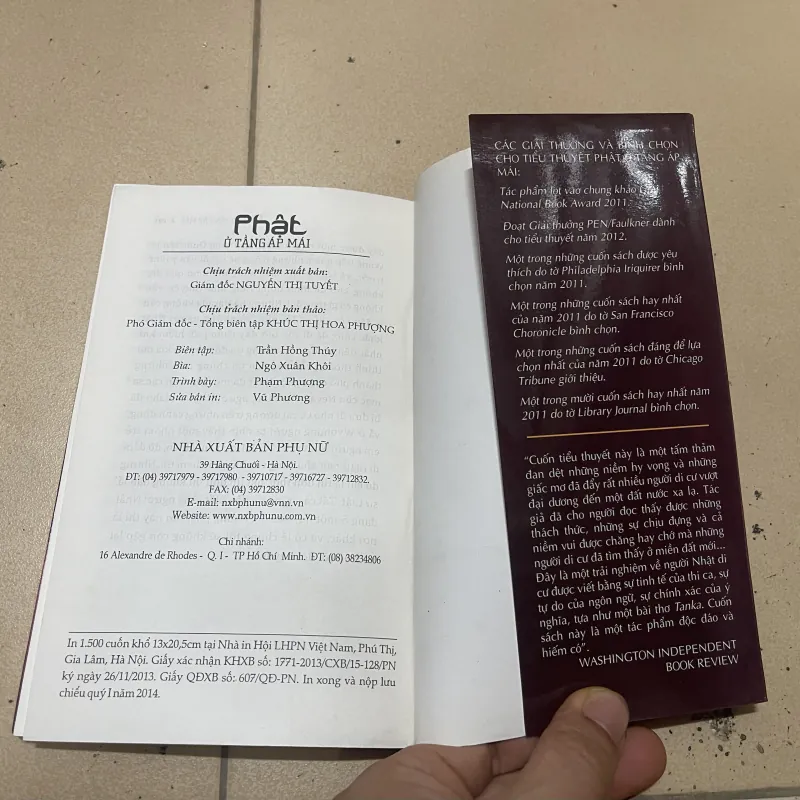 Phật
Ở TẦNG ÁP MÁI
Chịu trách nhiệm xuất bản:
Giám đốc NGUYỄN THỊ TUYẾT
Chịu trách nhiệm bản thảo:
Phó Giám đốc - Tổng biên tập KHÚC THỊ HOA PHƯỢNG
Biên tập: Trần Hồng Thúy
Bìa: Ngô Xuân Khôi
Trình bày: Phạm Phượng
Sửa bản in: Vũ Phương
NHÀ XUẤT BẢN PHỤ NỮ
39 Hàng Chuối - Hà Nội.
ĐT: (04) 39717979 - 39717980 - 39710717 - 39716727 - 39712832.
FAX: (04) 39712830
E-mail: nxbphunu@vnn.vn
Website: www.nxbphunu.com.vn
Chi nhánh:
16 Alexandre de Rhodes - Q. I - TP Hồ Chí Minh. ĐT: (08) 38234806
In 1.500 cuốn khổ 13x20,5cm tại Nhà in Hội LHPN Việt Nam, Phú Thị,
Gia Lâm, Hà Nội. Giấy xác nhận KHXB số: 1771-2013/CXB/15-128/PN
ký ngày 26/11/2013. Giấy QĐXB số: 607/QĐ-PN. In xong và nộp lưu
chiểu quý I năm 2014.
CÁC GIẢI THƯỞNG VÀ BÌNH CHỌN
CHO TIỂU THUYẾT PHẬT Ở TẦNG ÁP
MÁI:
Tác phẩm lọt vào chung khảo
National Book Award 2011.
Đoạt Giải thưởng PEN/Faulkner dành
cho tiểu thuyết năm 2012.
Một trong những cuốn sách được yêu
thích do tờ Philadelphia Iriquirer bình
chọn năm 2011.
Một trong những cuốn sách hay nhất
của năm 2011 do tờ San Francisco
Choronicle bình chọn.
Một trong những cuốn sách đáng để lựa
chọn nhất của năm 2011 do tờ Chicago
Tribune giới thiệu.
Một trong mười cuốn sách hay nhất năm
2011 do tờ Library Journal bình chọn.
“Cuốn tiểu thuyết này là một tấm thảm
đan dệt những niềm hy vọng và những
giấc mơ đã đẩy rất nhiều người di cư vượt
đại dương đến một đất nước xa lạ. Tác
giả đã cho người đọc thấy được những
thách thức, những sự chịu đựng và cả
niềm vui được chăng hay chớ mà những
người di cư đã tìm thấy ở miền đất mới...
Đây là một trải nghiệm về người Nhật di
cư được viết bằng sự tinh tế của thi ca, sự
tự do của ngôn ngữ, sự chính xác của ý
nghĩa, tựa như một bài thơ Tanka. Cuốn
sách này là một tác phẩm độc đáo và
hiếm có”.
WASHINGTON INDEPENDENT
BOOK REVIEW